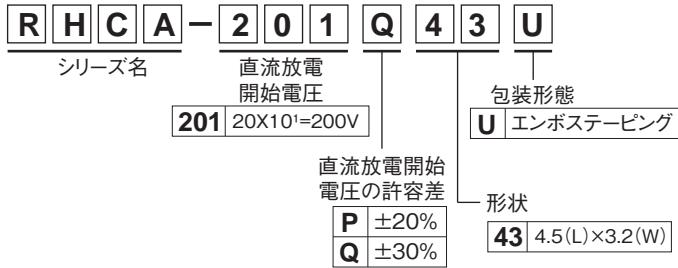 RHCA-201Q43U
シリーズ名
直流放電
開始電圧
201 20X10¹=200V
包装形態
U エンボステーピング
直流放電開始
電圧の許容差
P ±20%
Q ±30%
形状
43 4.5(L)×3.2(W)